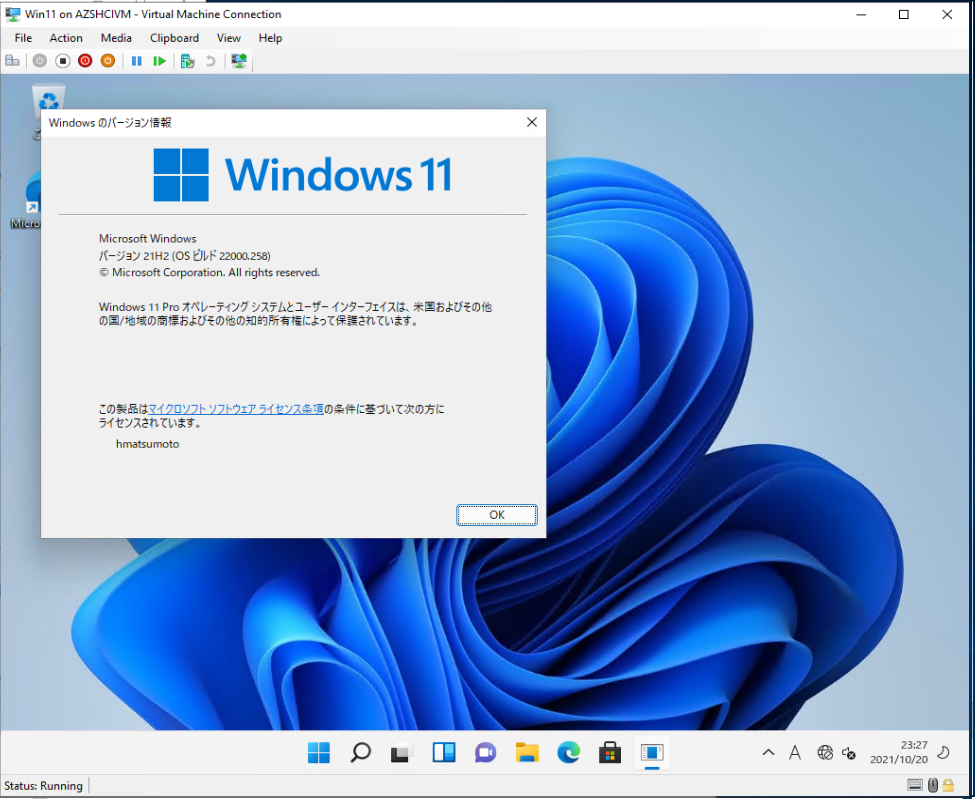 Win11 on AZSHCIVM - Virtual Machine Connection
File Action Media Clipboard View Help
Windows のバージョン情報
Windows 11
Micro
Microsoft Windows
バージョン 21H2 (OS ビルド 22000.258)
© Microsoft Corporation. All rights reserved.
Windows 11 Pro オペレーティング システムとユーザー インターフェイスは、米国およびその他
の国/地域の商標およびその他の知的所有権によって保護されています。
この製品はマイクロソフト ソフトウェア ライセンス条項の条件に基づいて次の方に
ライセンスされています。
hmatsumoto
OK
A
23:27
2021/10/20
Status: Running